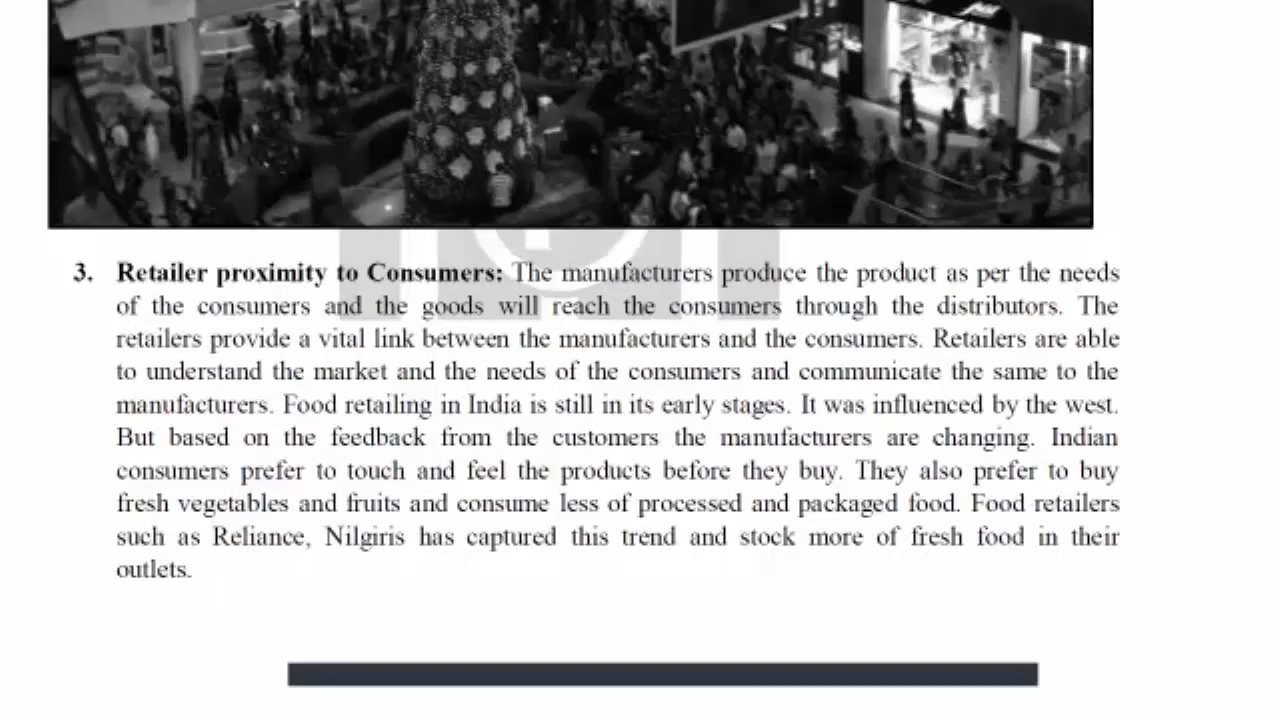 3. Retailer proximity to Consumers: The manufacturers produce the product as per the needs
of the consumers and the goods will reach the consumers through the distributors. The
retailers provide a vital link between the manufacturers and the consumers. Retailers are able
to understand the market and the needs of the consumers and communicate the same to the
manufacturers. Food retailing in India is still in its early stages. It was influenced by the west.
But based on the feedback from the customers the manufacturers are changing. Indian
consumers prefer to touch and feel the products before they buy. They also prefer to buy
fresh vegetables and fruits and consume less of processed and packaged food. Food retailers
such as Reliance, Nilgiris has captured this trend and stock more of fresh food in their
outlets.